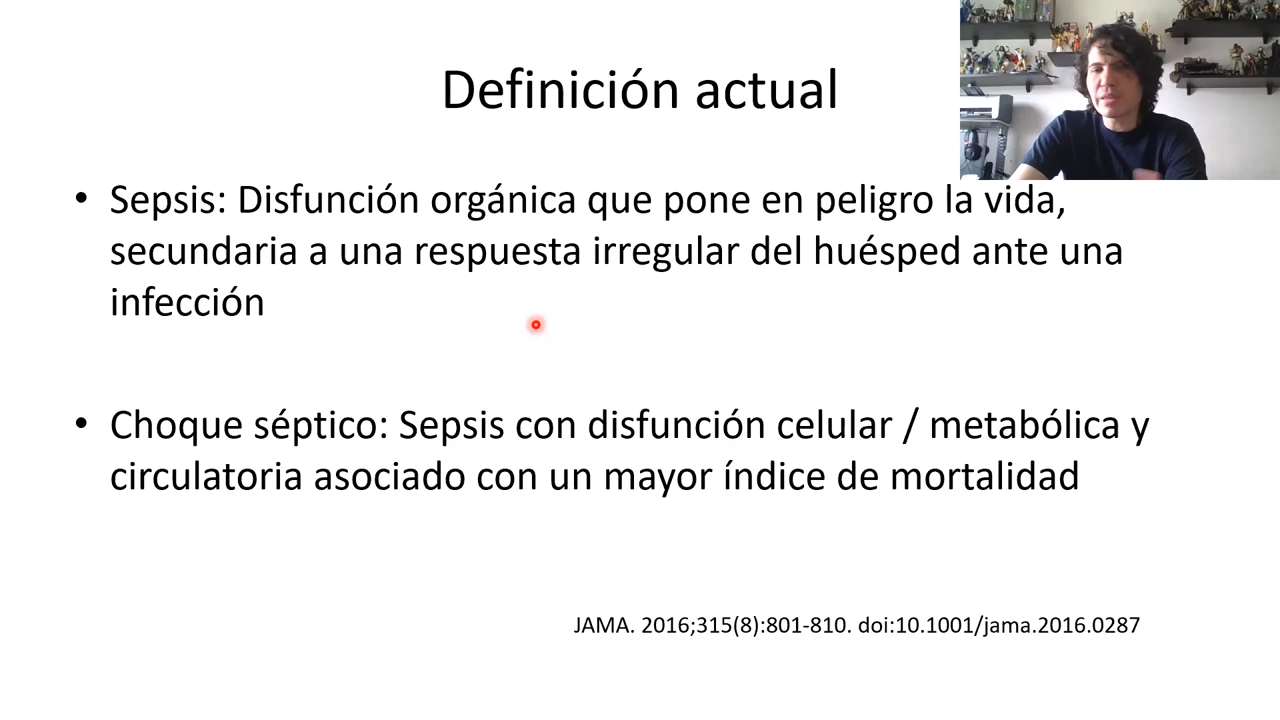 Definición actual
• Sepsis: Disfunción orgánica que pone en peligro la vida,
secundaria a una respuesta irregular del huésped ante una
infección
• Choque séptico: Sepsis con disfunción celular / metabólica y
circulatoria asociado con un mayor índice de mortalidad
JAMA. 2016;315(8):801-810. doi:10.1001/jama.2016.0287